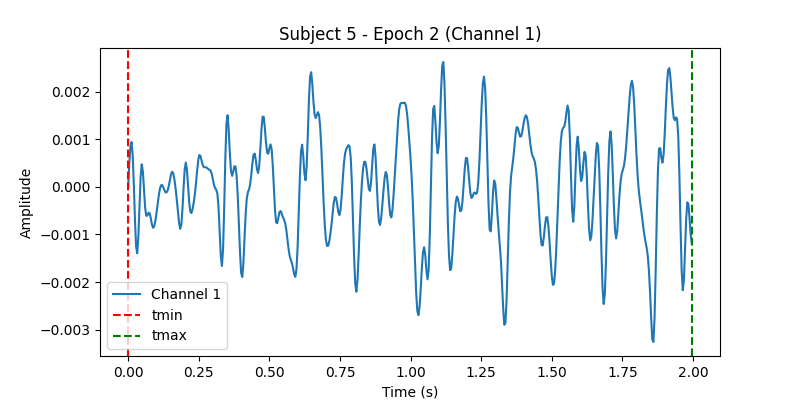 Subject 5 - Epoch 2 (Channel 1)
Amplitude
0.002
0.001
0.000
−0.001
−0.002
−0.003
Channel 1
tmin
tmax
0.00 0.25 0.50 0.75 1.00 1.25 1.50 1.75 2.00
Time (s)